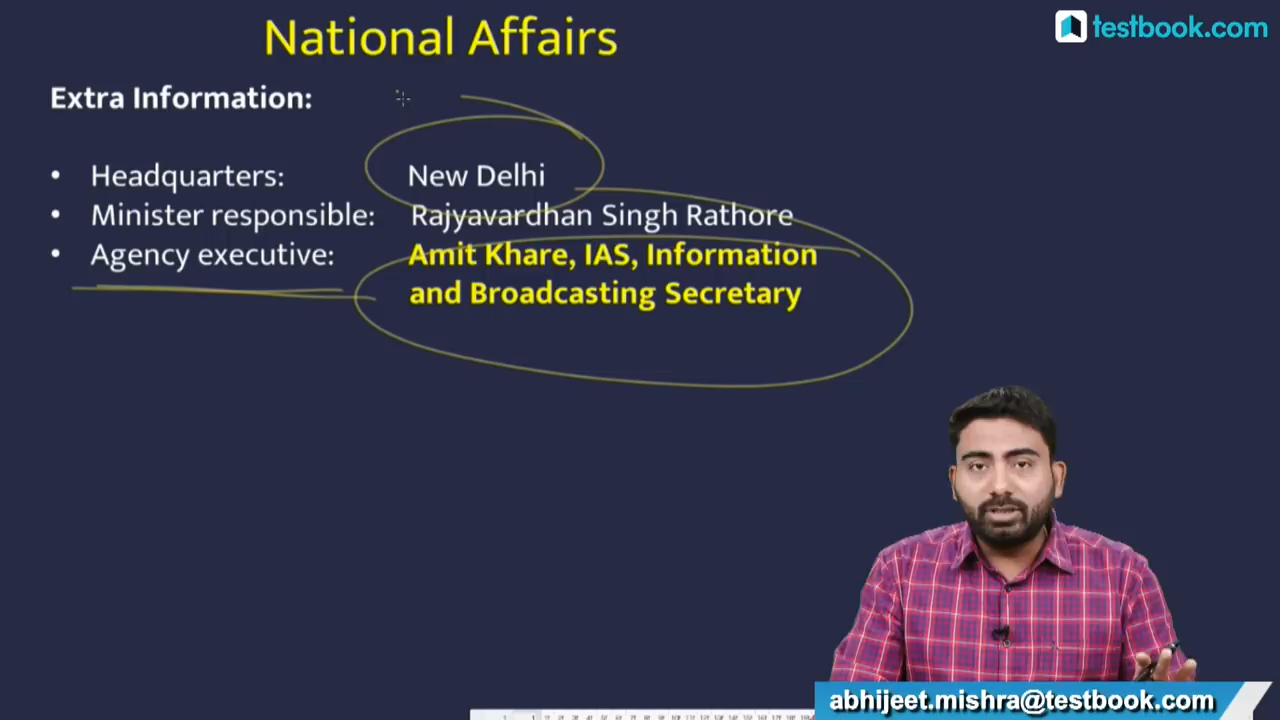 National Affairs
testbook.com
Extra Information:
• Headquarters: New Delhi
• Minister responsible: Rajyavardhan Singh Rathore
• Agency executive: Amit Khare, IAS, Information
and Broadcasting Secretary
abhijeet.mishra@testbook.com